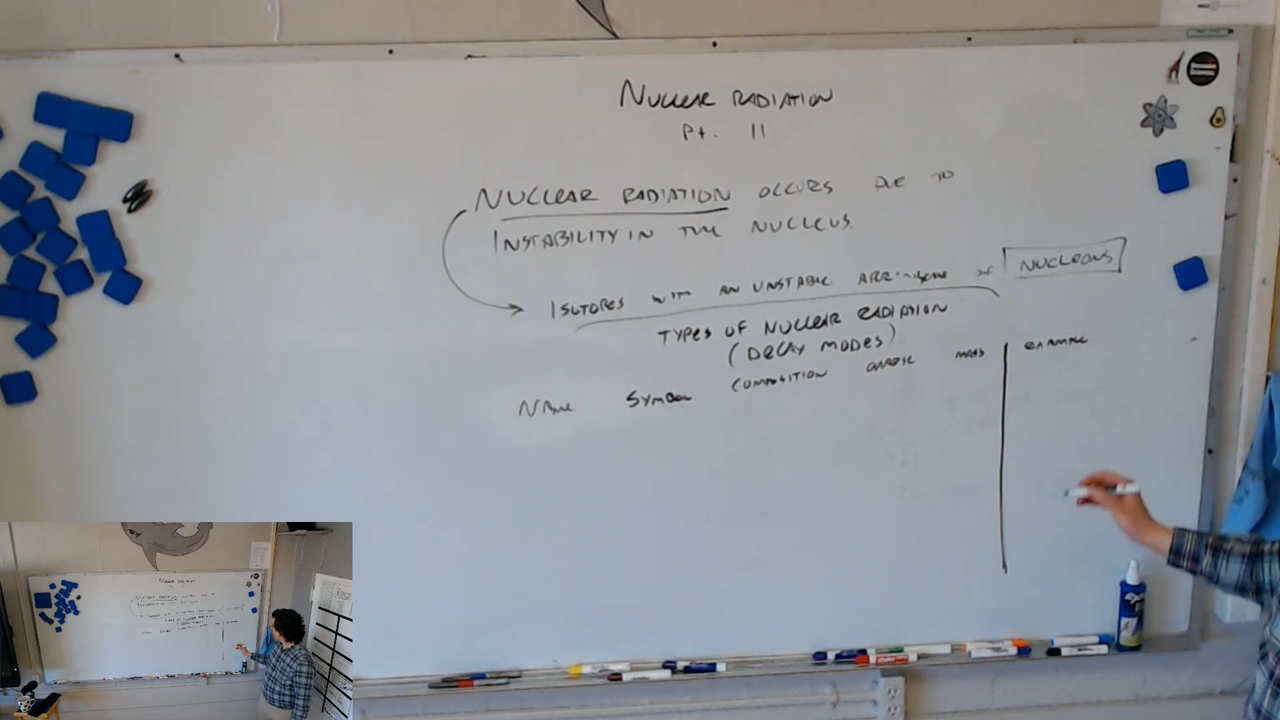 NUCLEAR RADIATION
Pt. II
NUCLEAR RADIATION OCCURS DUE TO
INSTABILITY IN THE NUCLEUS.
ISOTOPES WITH AN UNSTABLE ARRANGEMENT OF NUCLEONS
TYPES OF NUCLEAR RADIATION
(DECAY MODES)
NAME SYMBOL COMPOSITION CHARGE MASS EXAMPLE